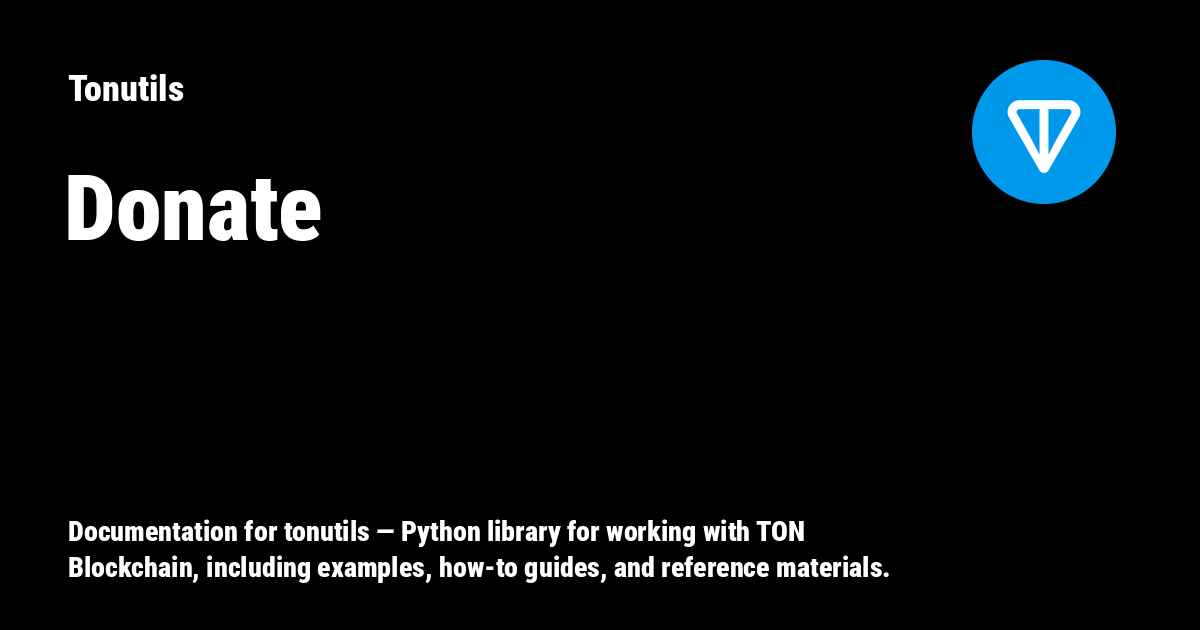 Tonutils
Donate
Documentation for tonutils — Python library for working with TON
Blockchain, including examples, how-to guides, and reference materials.